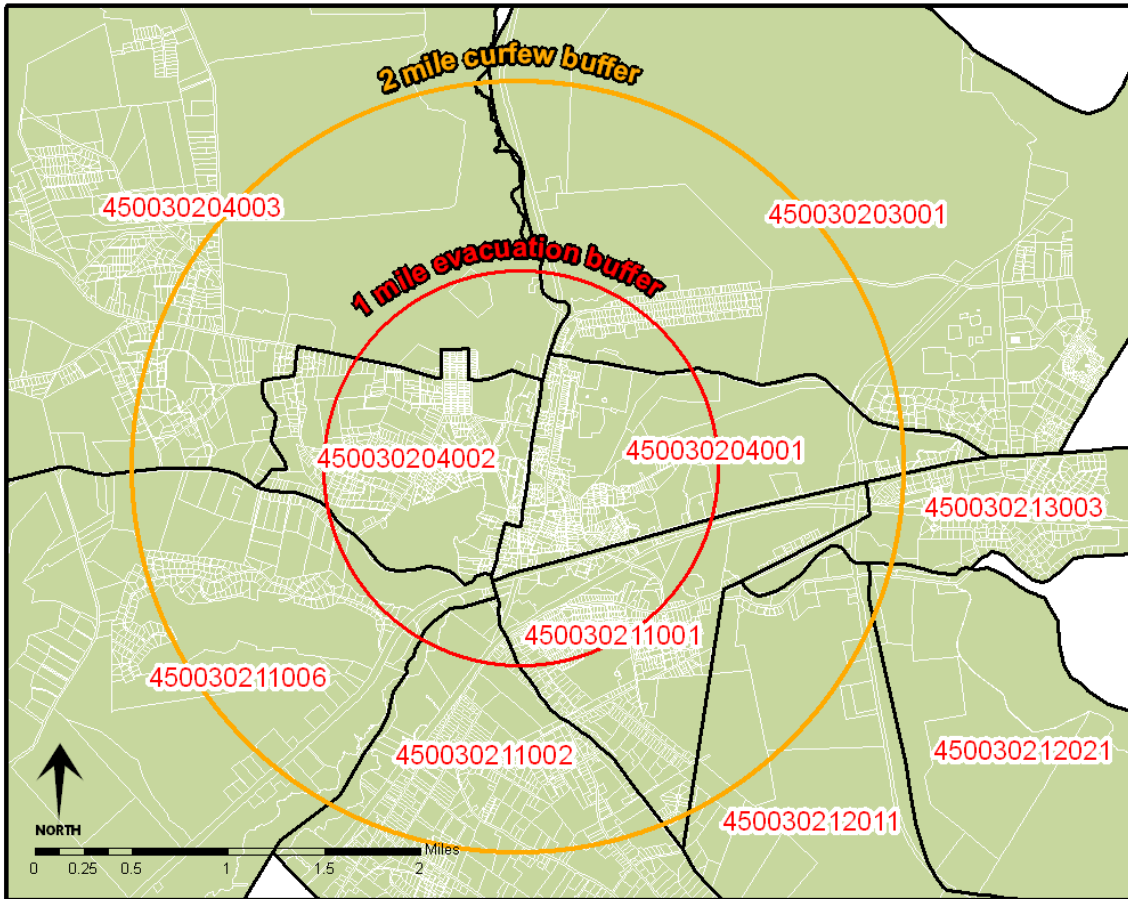 2 mile curfew buffer
450030204003
450030203001
1 mile evacuation buffer
450030204002
450030204001
450030213003
450030211001
450030211006
450030211002
450030212021
450030212011
NORTH
Miles
0 0.25 0.5 1 1.5 2